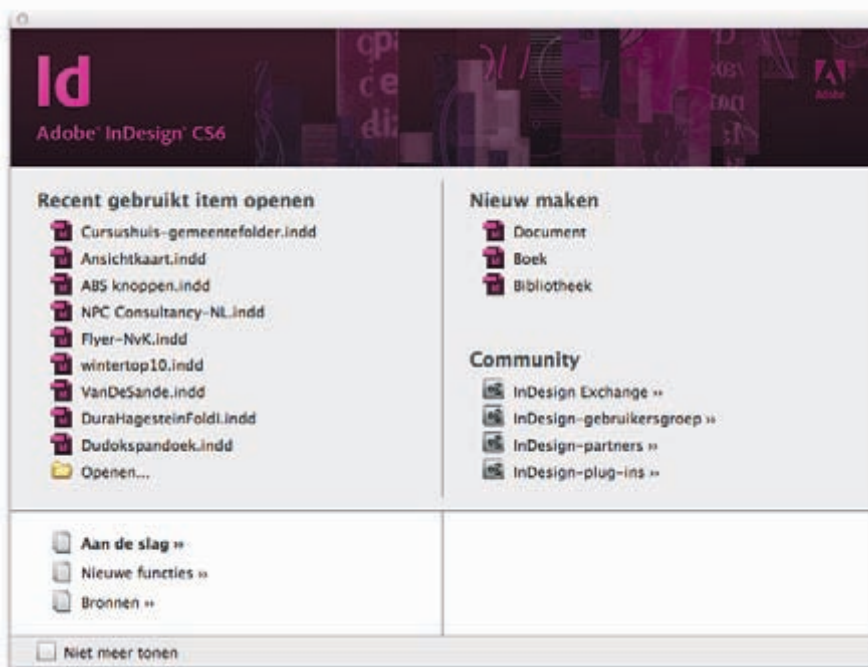 Id
Adobe® InDesign® CS6
Adobe
Recent gebruikt item openen
Cursushuis-gemeentefolder.indd
Ansichtkaart.indd
ABS knoppen.indd
NPC Consultancy-NL.indd
Flyer-NvK.indd
wintertop10.indd
VanDeSande.indd
DuraHagesteinFoldl.indd
Dudokspandoek.indd
Openen...
Nieuw maken
Document
Boek
Bibliotheek
Community
InDesign Exchange »
InDesign-gebruikersgroep »
InDesign-partners »
InDesign-plug-ins »
Aan de slag »
Nieuwe functies »
Bronnen »
Niet meer tonen